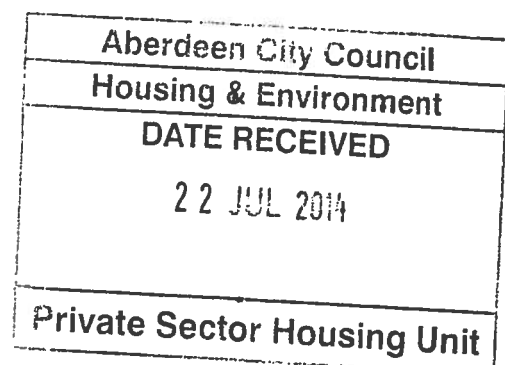 Aberdeen City Council
Housing & Environment
DATE RECEIVED
22 JUL 2014
Private Sector Housing Unit